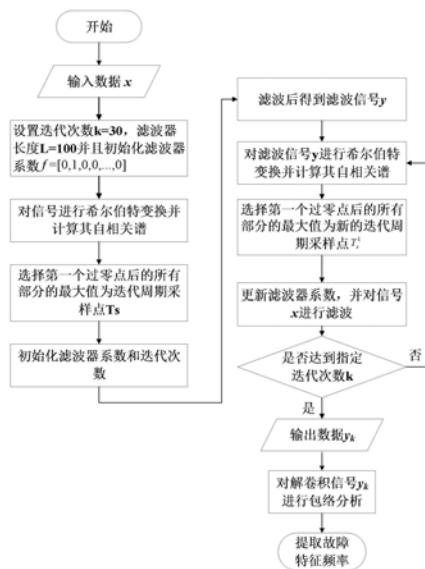 开始
输入数据 x
设置迭代次数k=30，滤波器
长度L=100并且初始化滤波器
系数 f =[0,1,0,0,...,0]
对信号进行希尔伯特变换并
计算其自相关谱
选择第一个过零点后的所有
部分的最大值为迭代周期采
样点Ts
初始化滤波器系数和迭代次
数
滤波后得到滤波信号y
对滤波信号y进行希尔伯特
变换并计算其自相关谱
选择第一个过零点后的所有
部分的最大值为新的迭代周
期采样点
更新滤波器系数，并对信号
x进行滤波
是否达到指定
迭代次数k
否
是
输出数据yk
对解卷积信号yk
进行包络分析
提取故障
特征频率